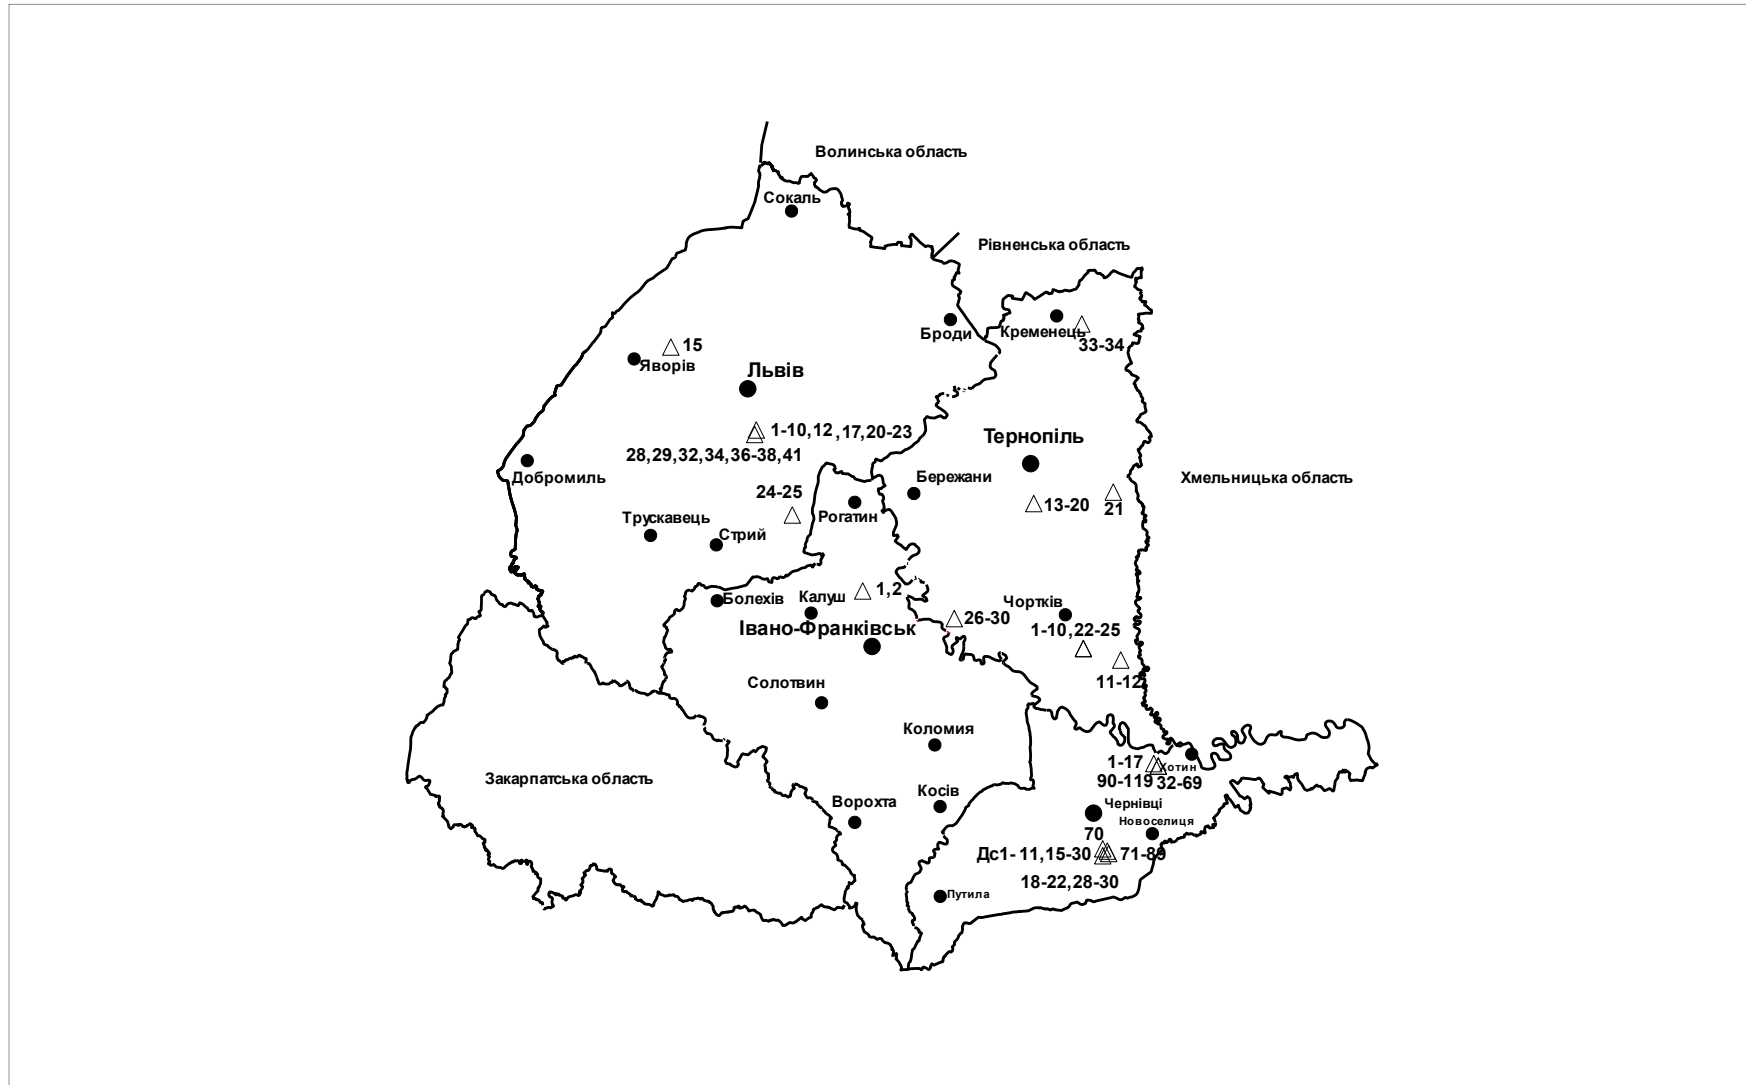 Волинська область
Сокаль
Рівненська область
Броди
Кременець
33-34
15
Яворів
Львів
1-10,12 ,17,20-23
28,29,32,34,36-38,41
Тернопіль
Добромиль
Бережани
Хмельницька область
24-25
Рогатин
13-20
21
Трускавець
Стрий
Болехів
Калуш
1,2
Чортків
26-30
1-10,22-25
Івано-Франківськ
11-12
Солотвин
Коломия
Закарпатська область
1-17
Хотин
90-119
32-69
Косів
Ворохта
Чернівці
Новоселиця
70
Дс1- 11,15-30
71-89
18-22,28-30
Путила